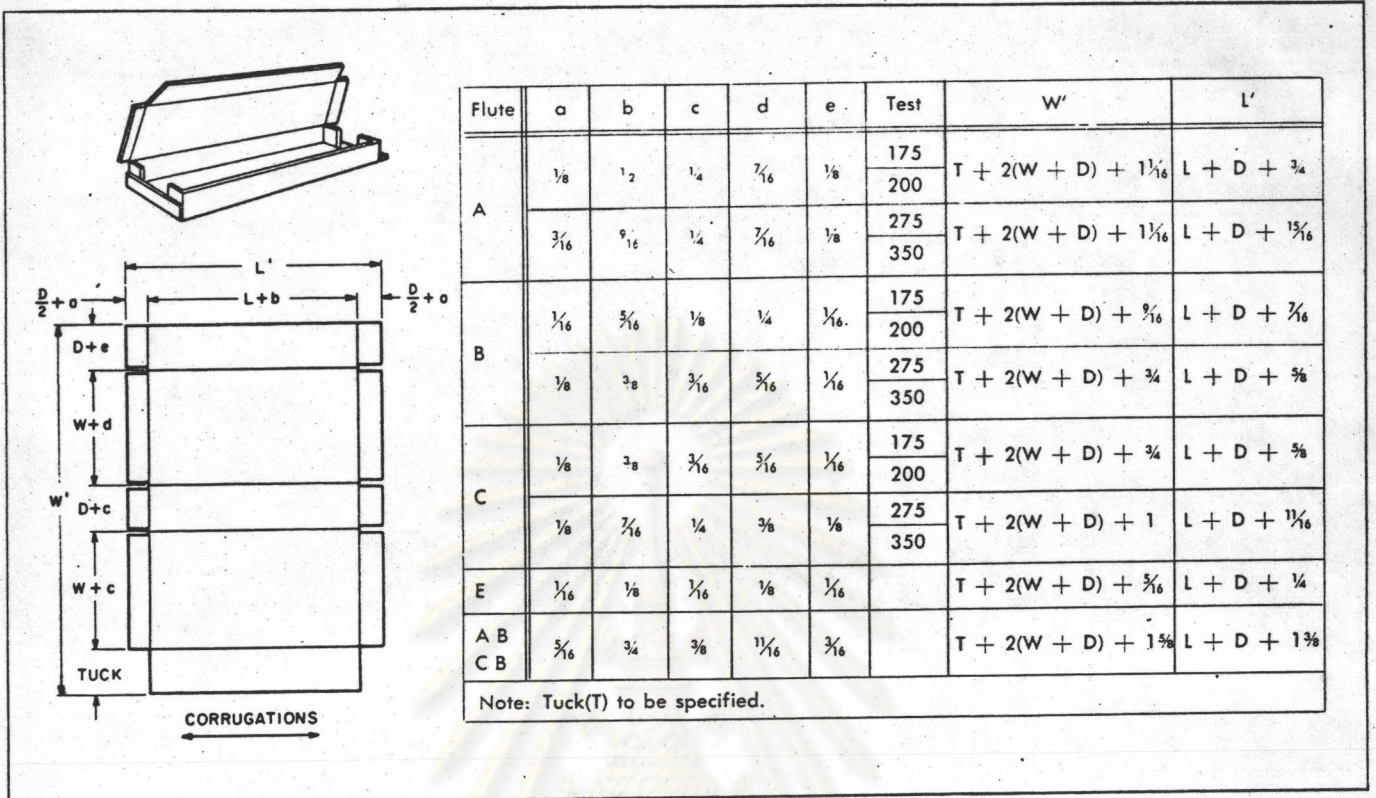 Flute a b c d e. Test W' L'
A
1/8 1/2 1/4 7/16 1/8 175 200 T + 2(W + D) + 1 1/16 L + D + 3/4
3/16 9/16 1/4 7/16 1/8 275 350 T + 2(W + D) + 1 1/16 L + D + 15/16
B
1/16 5/16 1/8 1/4 1/16. 175 200 T + 2(W + D) + 9/16 L + D + 7/16
1/8 3/8 3/16 5/16 1/16 275 350 T + 2(W + D) + 3/4 L + D + 5/8
C
1/8 3/8 3/16 5/16 1/16 175 200 T + 2(W + D) + 3/4 L + D + 5/8
1/8 7/16 1/4 3/8 1/8 275 350 T + 2(W + D) + 1 L + D + 11/16
E 1/16 1/8 1/16 1/8 1/16 T + 2(W + D) + 5/16 L + D + 1/4
A B
C B
5/16 3/4 3/8 11/16 3/16 T + 2(W + D) + 1 5/8 L + D + 1 3/8
Note: Tuck(T) to be specified.
L'
D/2 + a
L+b
D/2 + a
D+e
W+d
W'
D+c
W+c
TUCK
CORRUGATIONS